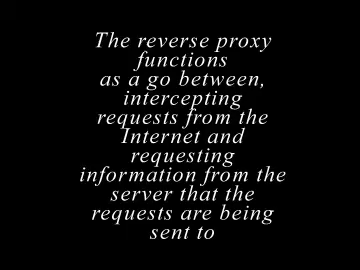 The reverse proxy
functions
as a go between,
intercepting
requests from the
Internet and
requesting
information from the
server that the
requests are being
sent to